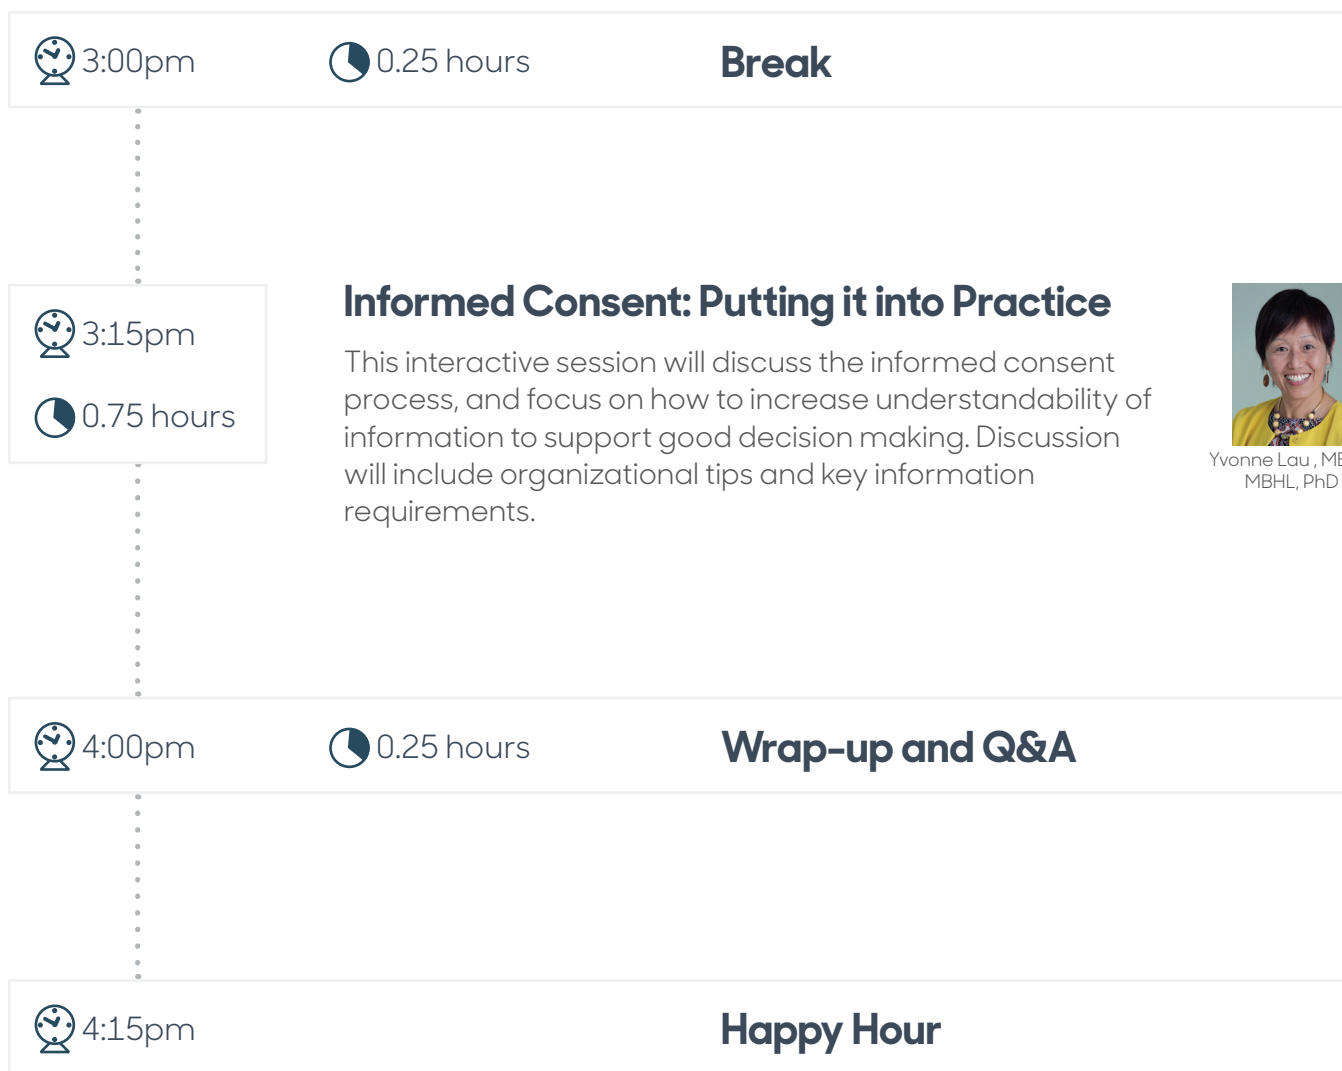 3:00pm 0.25 hours Break
3:15pm
0.75 hours
Informed Consent: Putting it into Practice
This interactive session will discuss the informed consent
process, and focus on how to increase understandability of
information to support good decision making. Discussion
will include organizational tips and key information
requirements.
Yvonne Lau ,
MBHL, PhD
4:00pm 0.25 hours Wrap-up and Q&A
4:15pm Happy Hour